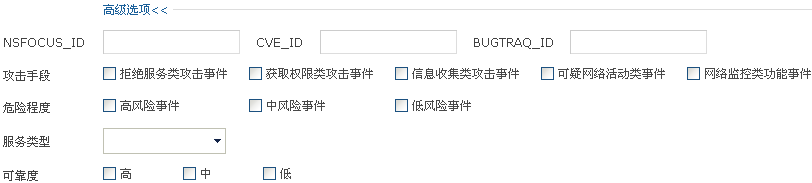 高级选项<<
NSFOCUS_ID CVE_ID BUGTRAQ_ID
攻击手段 拒绝服务类攻击事件 获取权限类攻击事件 信息收集类攻击事件 可疑网络活动类事件 网络监控类功能事件
危险程度 高风险事件 中风险事件 低风险事件
服务类型
可靠度 高 中 低